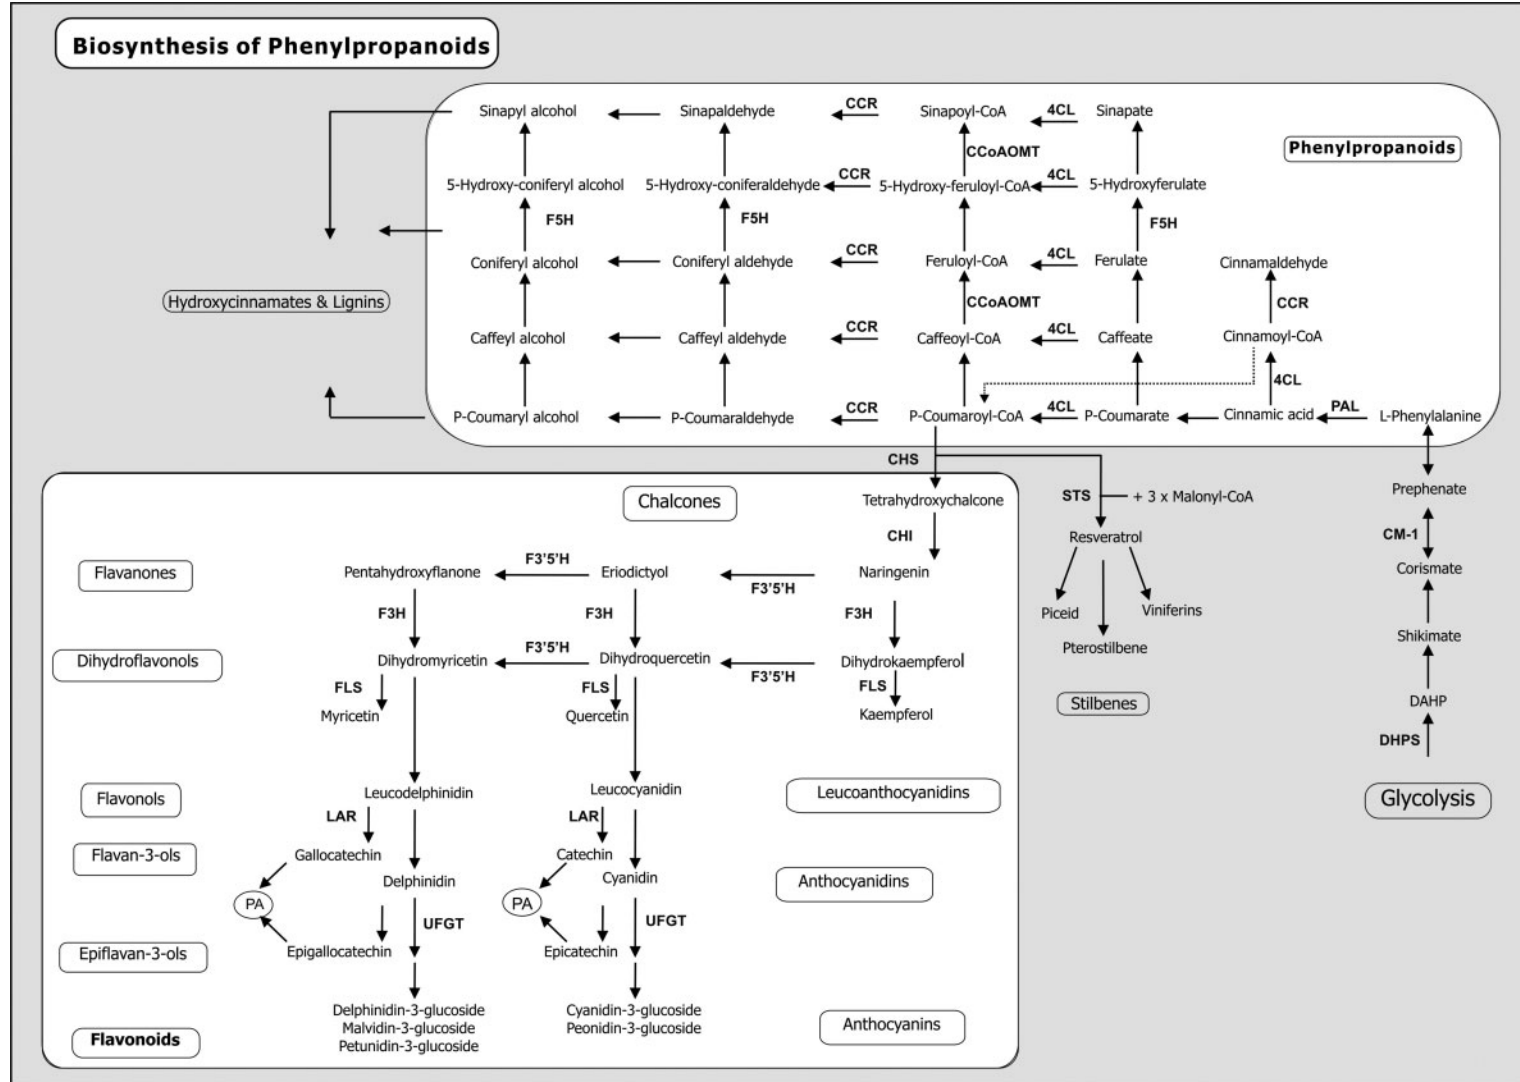 Biosynthesis of Phenylpropanoids
Sinapyl alcohol Sinapaldehyde CCR Sinapoyl-CoA 4CL Sinapate
CCoAOMT Phenylpropanoids
5-Hydroxy-coniferyl alcohol 5-Hydroxy-coniferaldehyde CCR 5-Hydroxy-feruloyl-CoA 4CL 5-Hydroxyferulate
F5H F5H F5H
Coniferyl alcohol Coniferyl aldehyde CCR Feruloyl-CoA 4CL Ferulate Cinnamaldehyde
Hydroxycinnamates & Lignins CCoAOMT CCR
Caffeyl alcohol Caffeyl aldehyde CCR Caffeoyl-CoA 4CL Caffeate Cinnamoyl-CoA
4CL
P-Coumaryl alcohol P-Coumaraldehyde CCR P-Coumaroyl-CoA 4CL P-Coumarate Cinnamic acid PAL L-Phenylalanine
CHS
Chalcones Tetrahydroxychalcone STS + 3 x Malonyl-CoA Prephenate
CHI Resveratrol CM-1
Flavanones Pentahydroxyflanone F3'5'H Eriodictyol F3'5'H Naringenin Corismate
F3H F3H F3H Piceid Viniferins
Pterostilbene Shikimate
Dihydroflavonols Dihydromyricetin F3'5'H Dihydroquercetin F3'5'H Dihydrokaempferol
FLS FLS FLS
Myricetin Quercetin Kaempferol Stilbenes DAHP
DHPS
Flavonols Leucodelphinidin Leucocyanidin Leucoanthocyanidins Glycolysis
LAR LAR
Flavan-3-ols Gallocatechin Catechin
Delphinidin Cyanidin Anthocyanidins
PA PA
UFGT UFGT
Epiflavan-3-ols Epigallocatechin Epicatechin
Delphinidin-3-glucoside Cyanidin-3-glucoside
Malvidin-3-glucoside Peonidin-3-glucoside Anthocyanins
Flavonoids Petunidin-3-glucoside